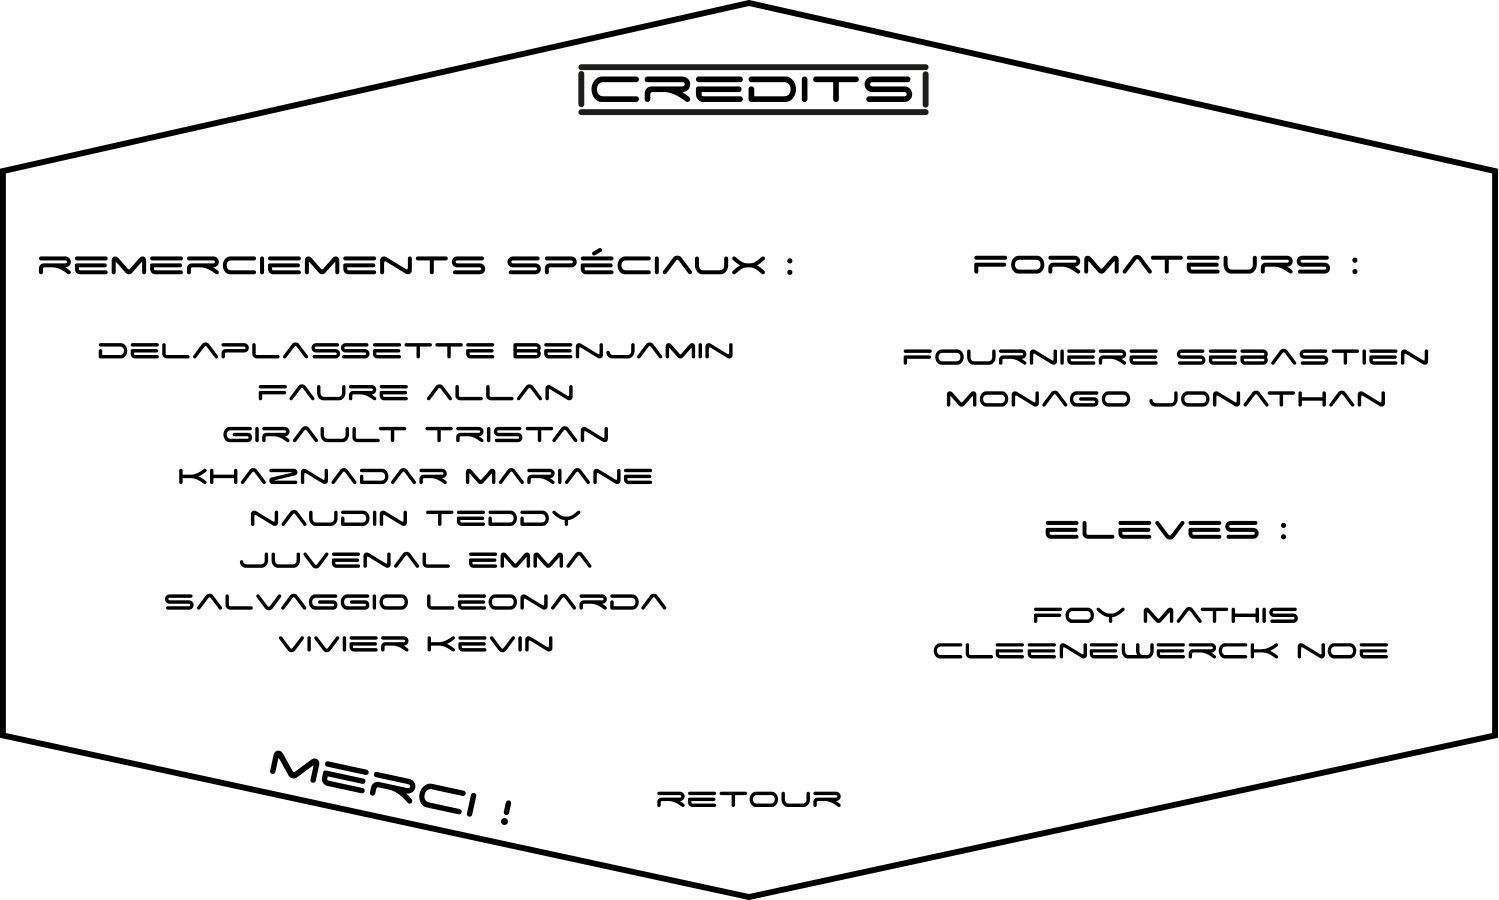 CREDITS
REMERCIEMENTS SPÉCIAUX :
DELAPLASSETTE BENJAMIN
FAURE ALLAN
GIRAULT TRISTAN
KHAZNADAR MARIANE
NAUDIN TEDDY
JUVENAL EMMA
SALVAGGIO LEONARDA
VIVIER KEVIN
FORMATEURS :
FOURNIERE SEBASTIEN
MONAGO JONATHAN
ELEVES :
FOY MATHIS
CLEENEWERCK NOE
MERCI !
RETOUR